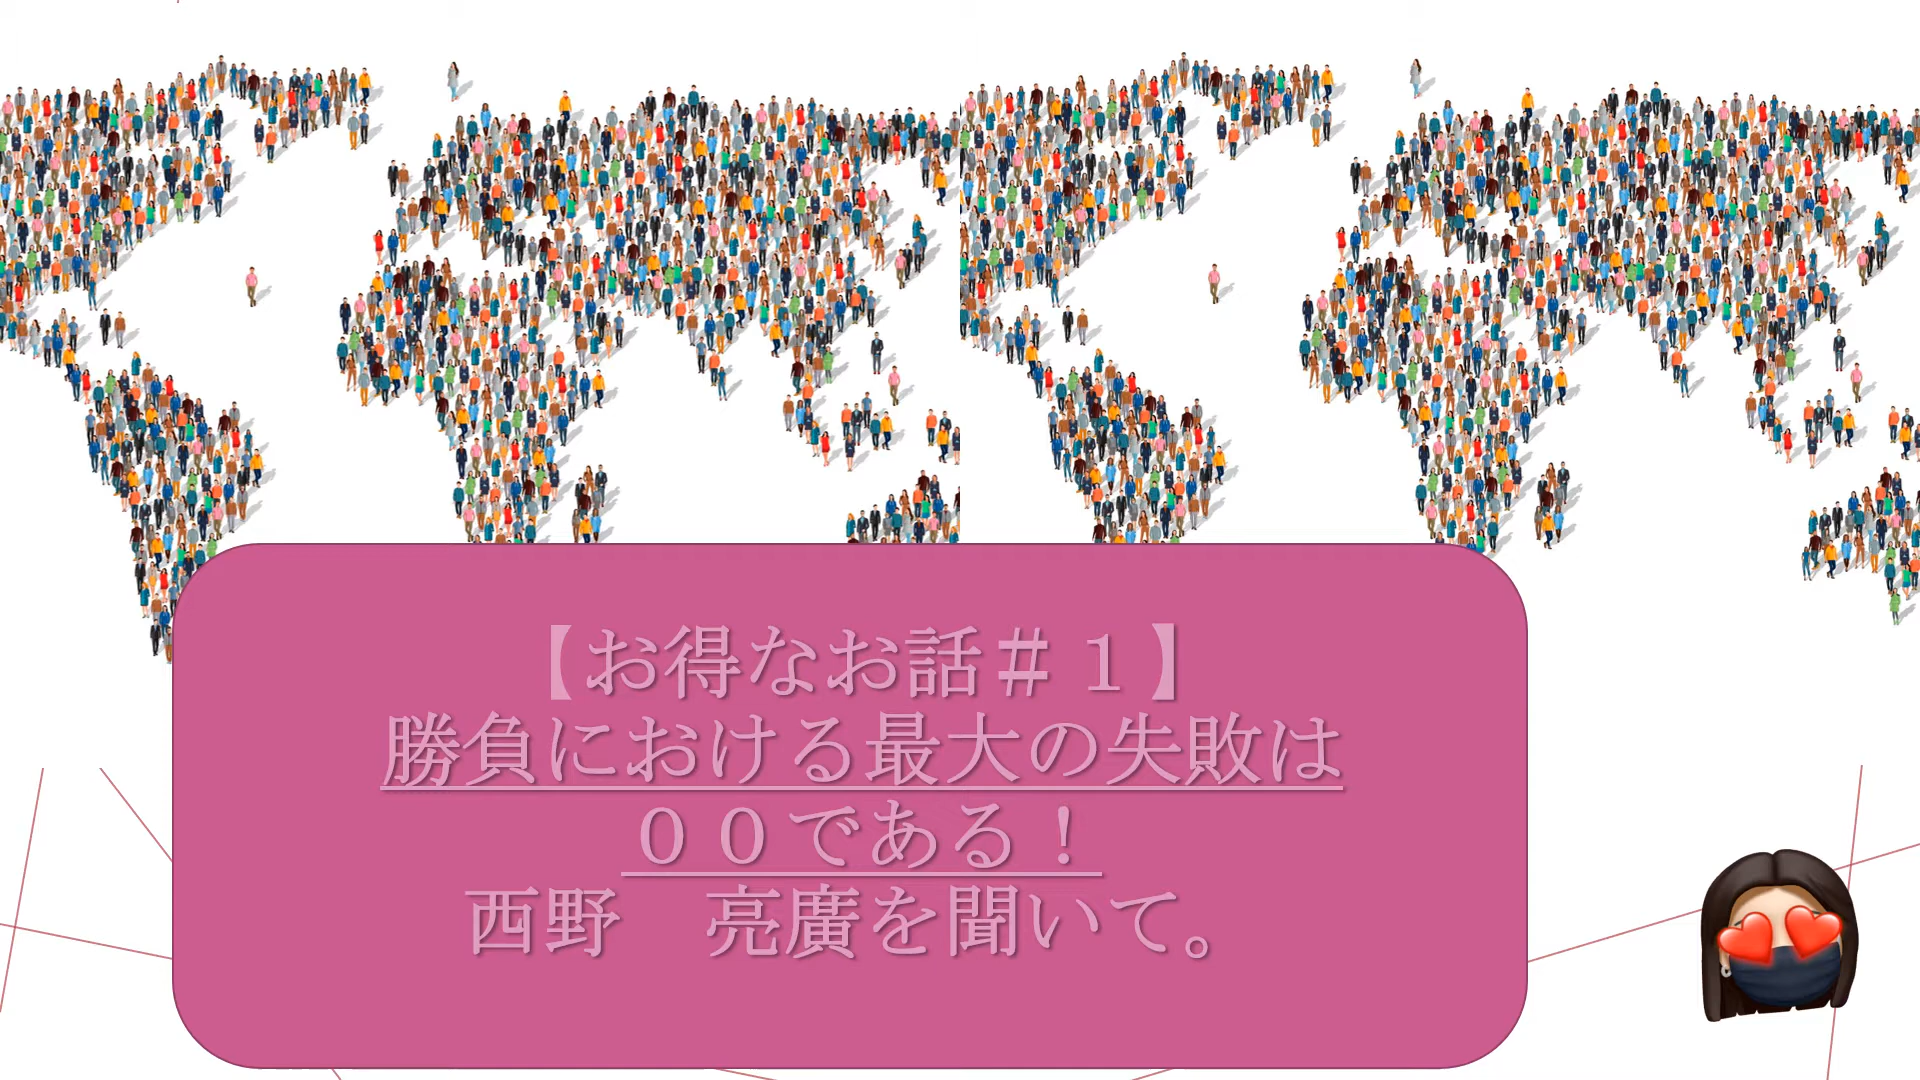 【お得なお話＃１】
勝負における最大の失敗は
００である！
西野　亮廣を聞いて。